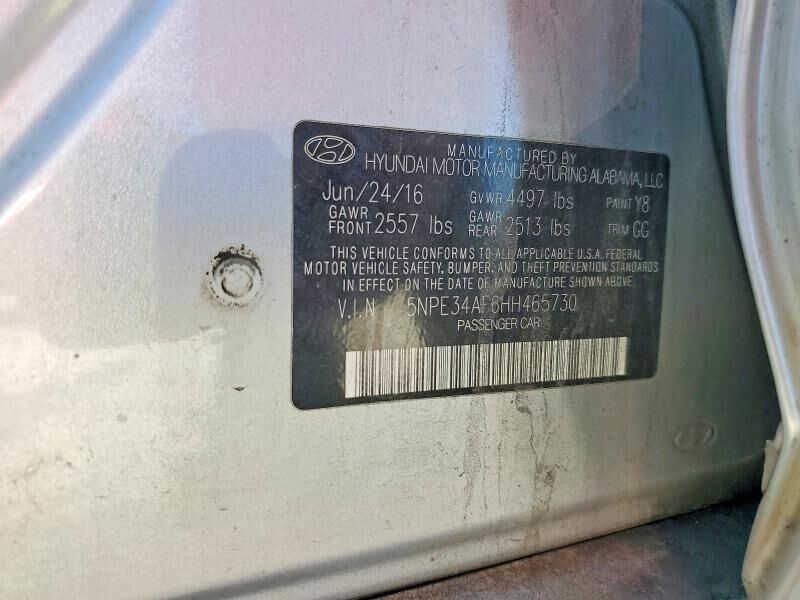 MANUFACTURED BY
HYUNDAI MOTOR MANUFACTURING ALABAMA, LLC
Jun/24/16 GVWR 4497 lbs PAINT Y8
GAWR FRONT 2557 lbs GAWR REAR 2513 lbs TRIM GG
THIS VEHICLE CONFORMS TO ALL APPLICABLE U.S.A. FEDERAL
MOTOR VEHICLE SAFETY, BUMPER, AND THEFT PREVENTION STANDARDS
IN EFFECT ON THE DATE OF MANUFACTURE SHOWN ABOVE
V.I.N 5NPE34AF6HH465730
PASSENGER CAR